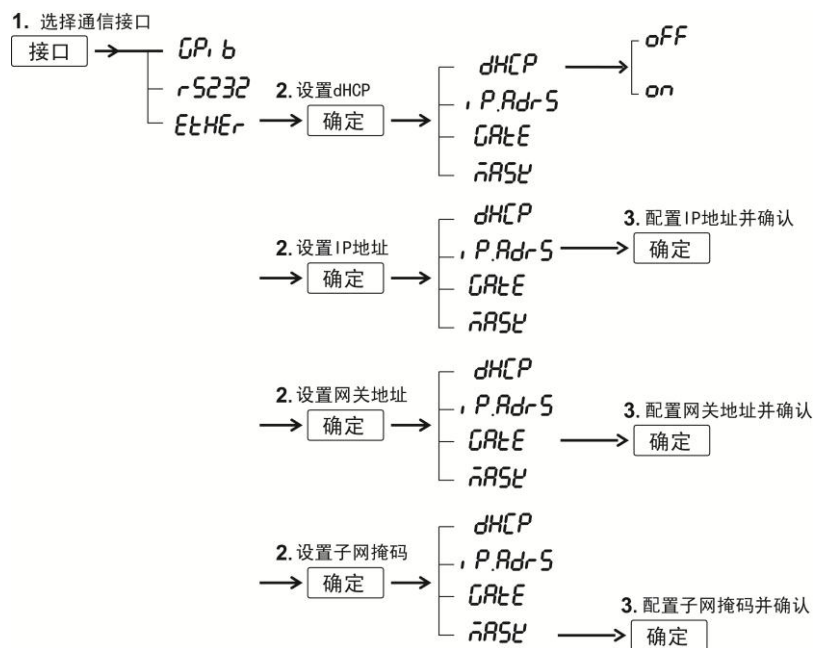 1. 选择通信接口
接口
GPib
rS232
EtHEr
2.设置dHCP
确定
dHCP
iP.AdrS
GAtE
mASK
oFF
on
2.设置IP地址
确定
dHCP
iP.AdrS
GAtE
mASK
3.配置IP地址并确认
确定
2.设置网关地址
确定
dHCP
iP.AdrS
GAtE
mASK
3.配置网关地址并确认
确定
2.设置子网掩码
确定
dHCP
iP.AdrS
GAtE
mASK
3.配置子网掩码并确认
确定